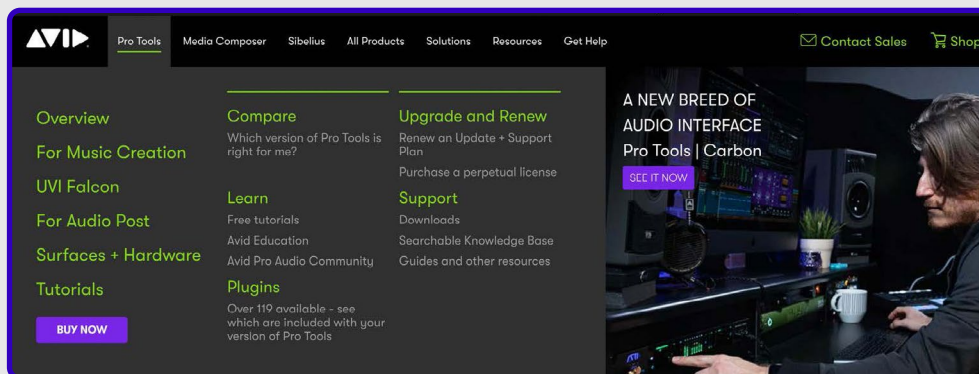 AVID
Pro Tools
Media Composer
Sibelius
All Products
Solutions
Resources
Get Help
Contact Sales
Shop
Overview
For Music Creation
UVI Falcon
For Audio Post
Surfaces + Hardware
Tutorials
BUY NOW
Compare
Which version of Pro Tools is
right for me?
Learn
Free tutorials
Avid Education
Avid Pro Audio Community
Plugins
Over 119 available - see
which are included with your
version of Pro Tools
Upgrade and Renew
Renew an Update + Support
Plan
Purchase a perpetual license
Support
Downloads
Searchable Knowledge Base
Guides and other resources
A NEW BREED OF
AUDIO INTERFACE
Pro Tools | Carbon
SEE IT NOW